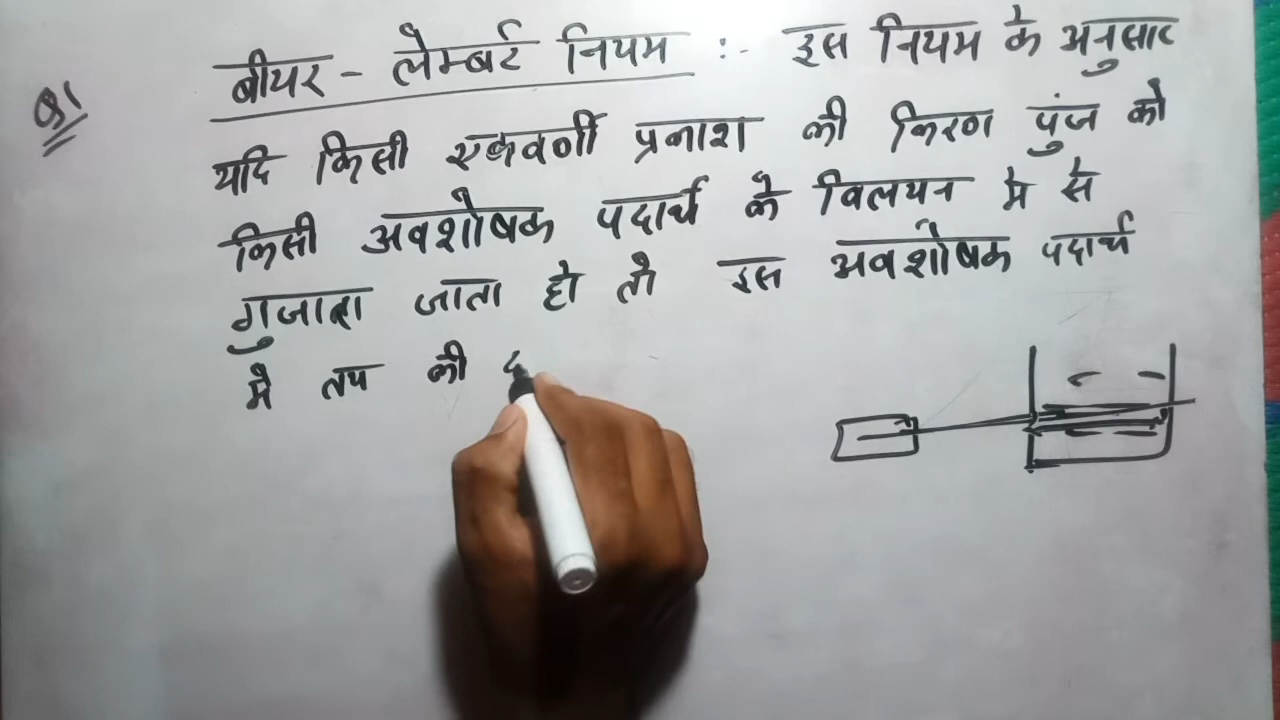 Q1
बीयर - लेम्बर्ट नियम :- इस नियम के अनुसार
यदि किसी एकवर्णी प्रकाश की किरण पुंज को
किसी अवशोषक पदार्थ के विलयन मे से
गुजारा जाता हो तो इस अवशोषक पदार्थ
मे तय की